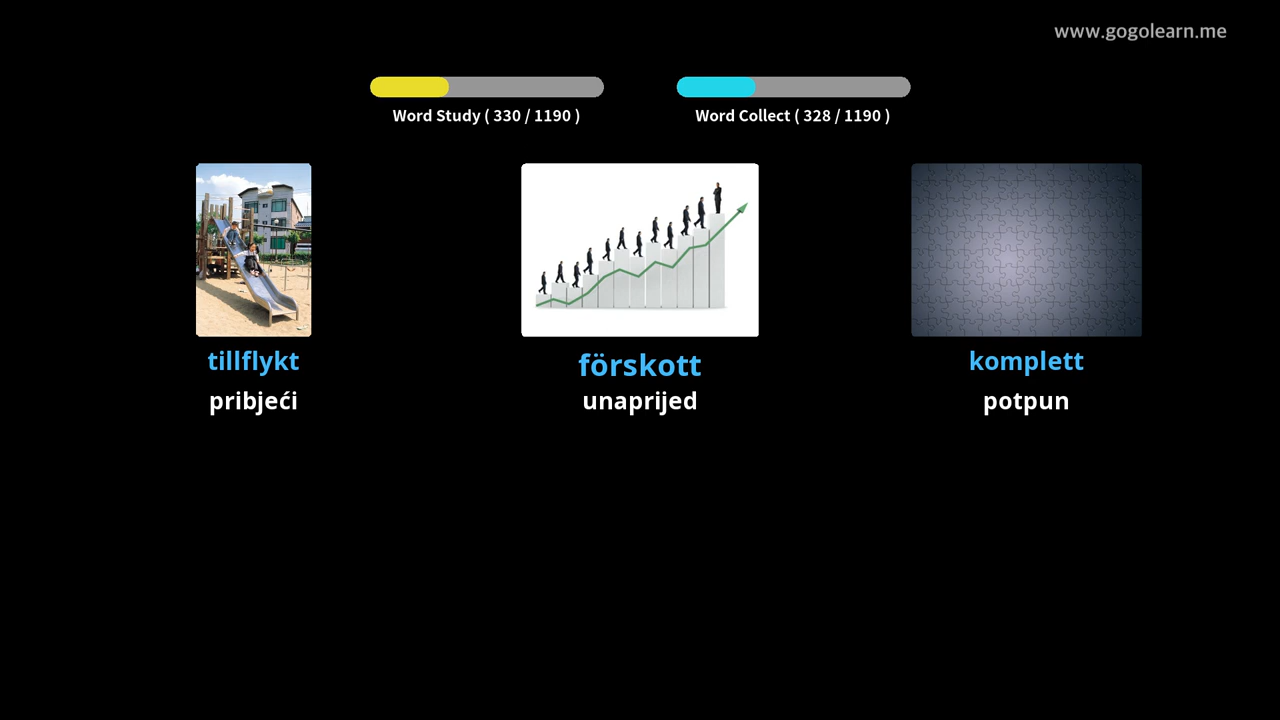 www.gogolearn.me
Word Study ( 330 / 1190 )
Word Collect ( 328 / 1190 )
tillflykt
pribjeći
förskott
unaprijed
komplett
potpun